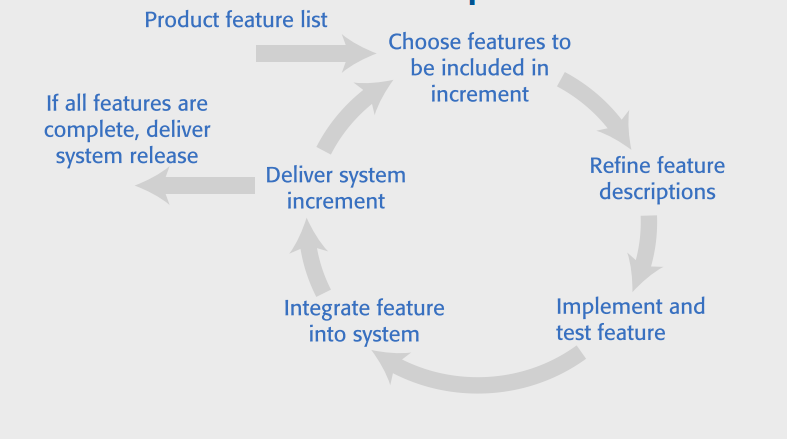 Product feature list
Choose features to
be included in
increment
If all features are
complete, deliver
system release
Deliver system
increment
Refine feature
descriptions
Integrate feature
into system
Implement and
test feature